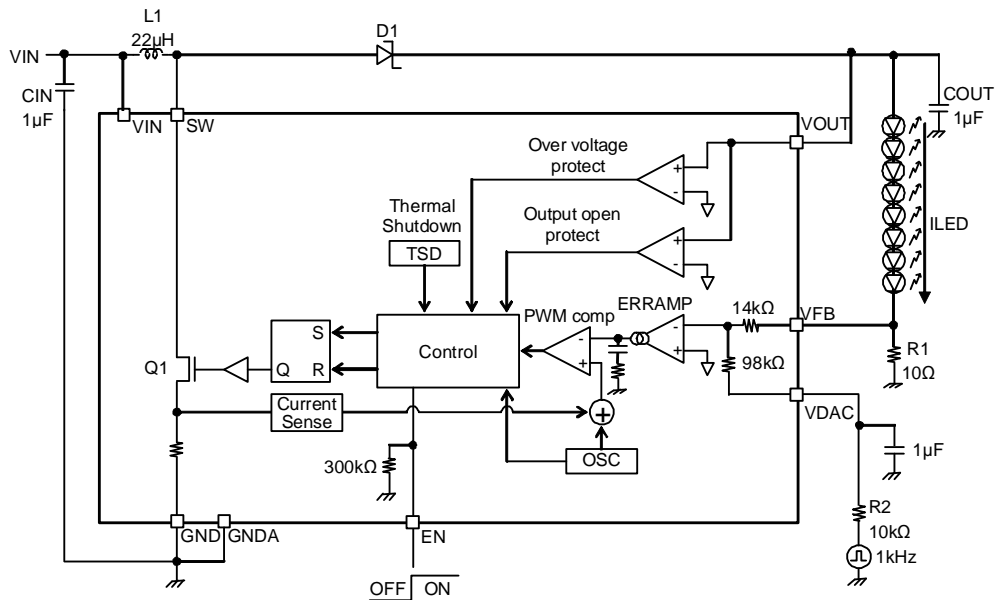 L1
22µH
D1
VIN
CIN
1µF
COUT
1µF
VIN
SW
VOUT
Over voltage
protect
+
-
Thermal
Shutdown
TSD
Output open
protect
+
-
ILED
ERRAMP
PWM comp
14kΩ
VFB
S
R
Q
Control
-
+
-
+
98kΩ
R1
10Ω
Q1
Current
Sense
+
VDAC
300kΩ
OSC
1µF
R2
10kΩ
1kHz
GND
GNDA
EN
OFF
ON